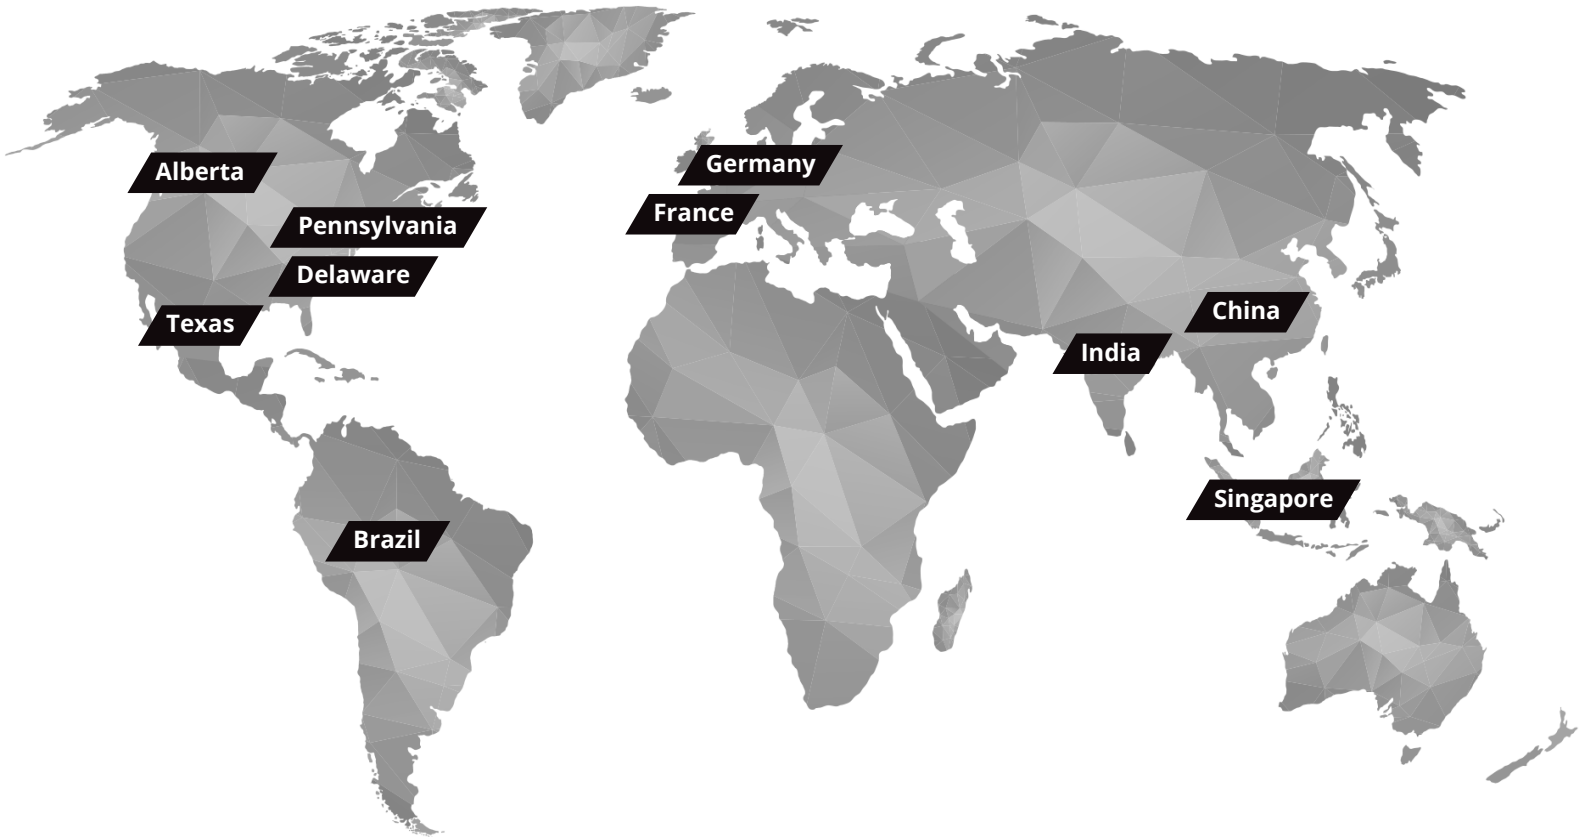 Alberta
Germany
France
Pennsylvania
Delaware
Texas
China
India
Singapore
Brazil